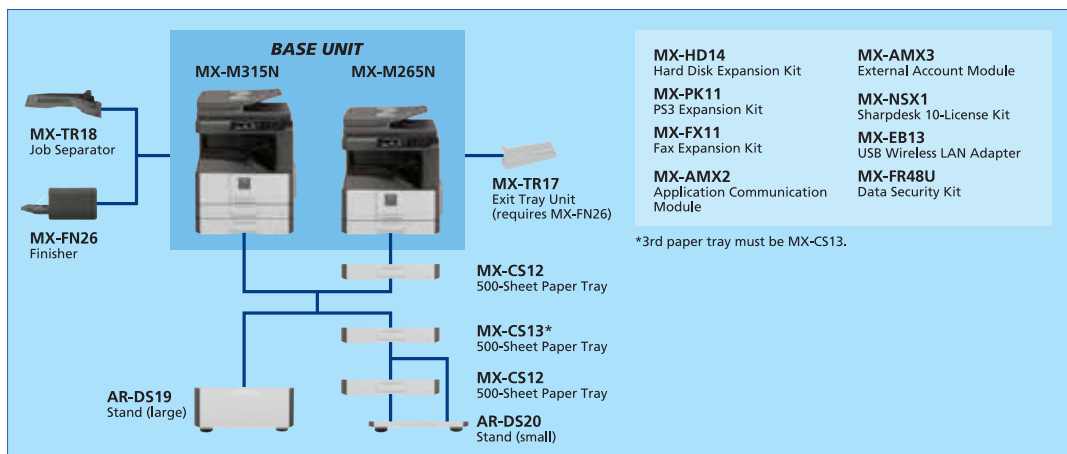 BASE UNIT
MX-M315N
MX-M265N
MX-TR18
Job Separator
MX-FN26
Finisher
MX-TR17
Exit Tray Unit
(requires MX-FN26)
MX-CS12
500-Sheet Paper Tray
MX-CS13*
500-Sheet Paper Tray
MX-CS12
500-Sheet Paper Tray
AR-DS19
Stand (large)
AR-DS20
Stand (small)
MX-HD14
Hard Disk Expansion Kit
MX-PK11
PS3 Expansion Kit
MX-FX11
Fax Expansion Kit
MX-AMX2
Application Communication
Module
MX-AMX3
External Account Module
MX-NSX1
Sharpdesk 10-License Kit
MX-EB13
USB Wireless LAN Adapter
MX-FR48U
Data Security Kit
*3rd paper tray must be MX-CS13.